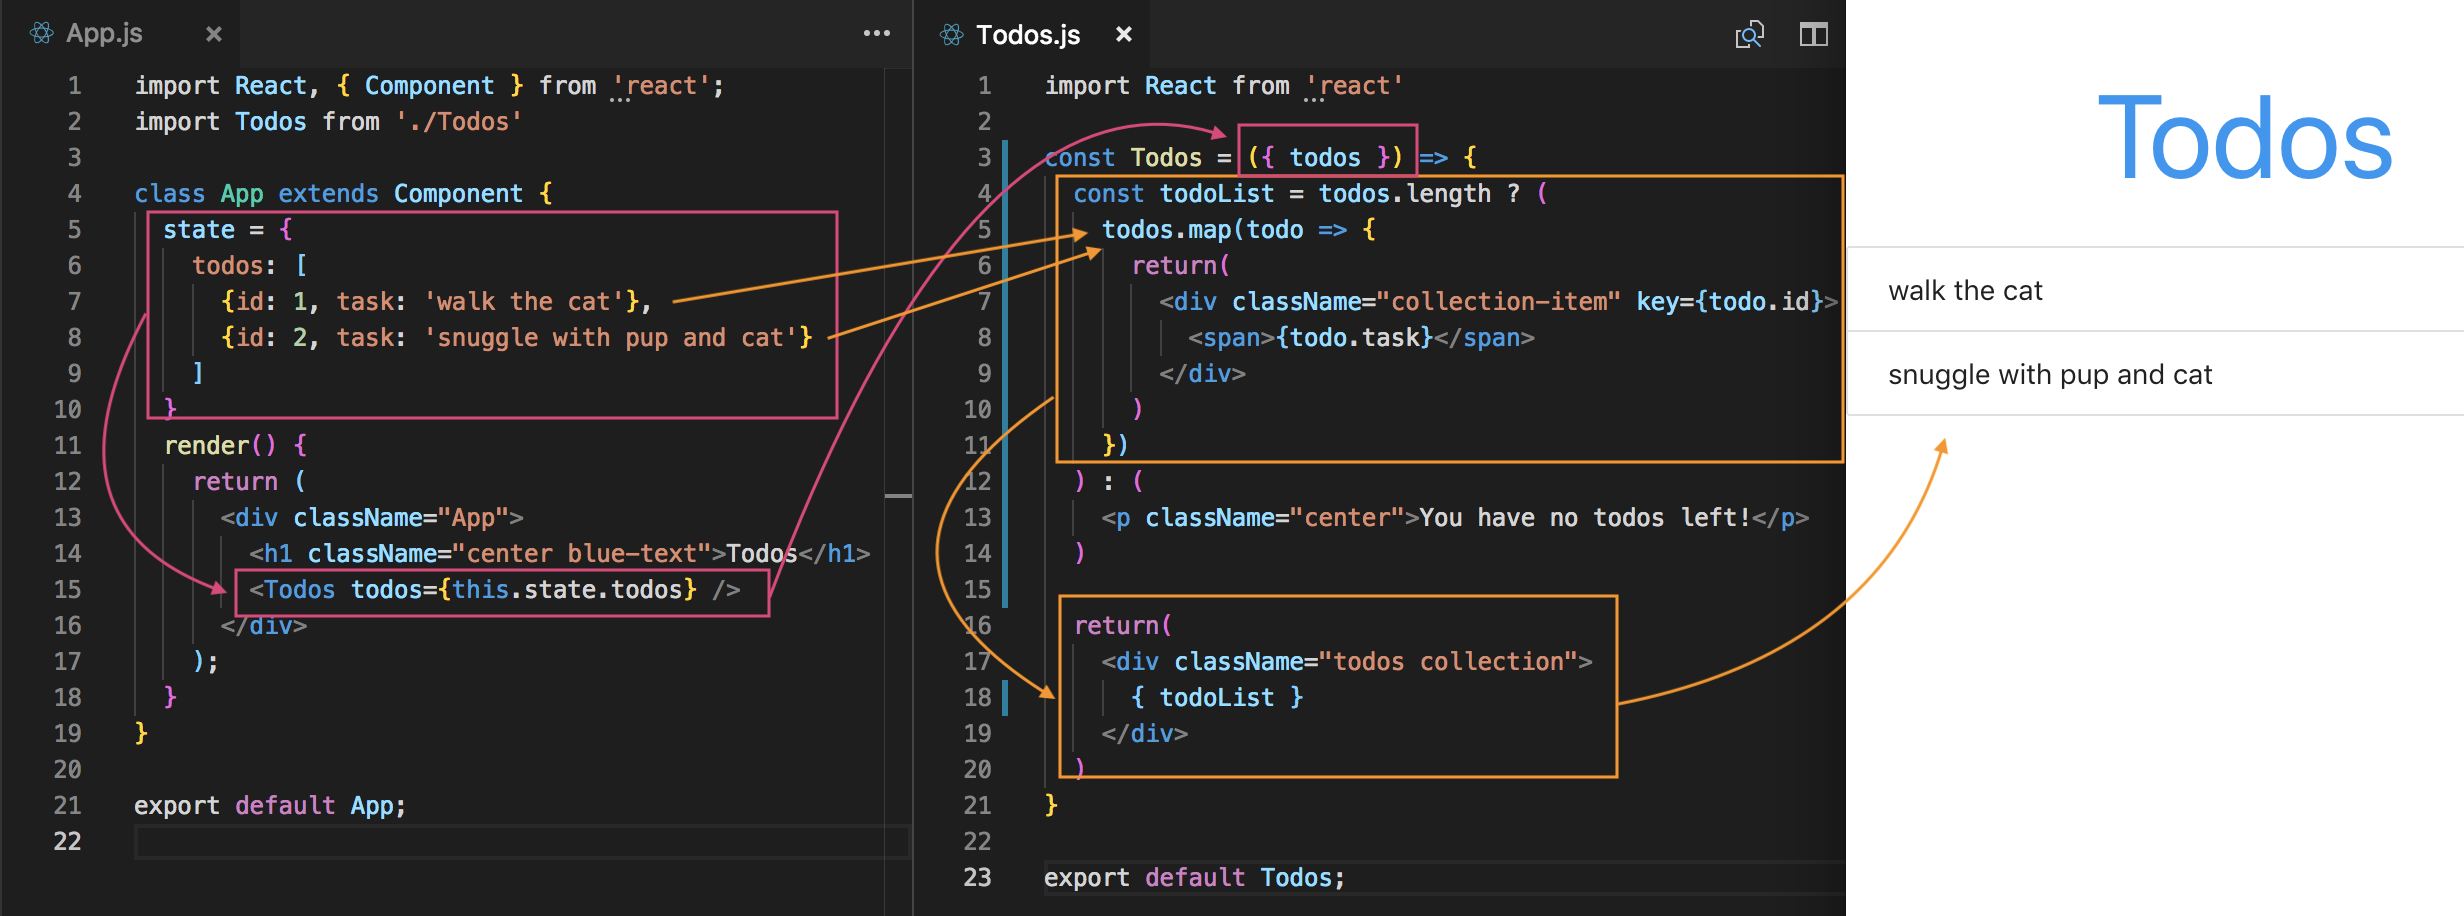 App.js
1 import React, { Component } from 'react';
2 import Todos from './Todos'
3
4 class App extends Component {
5 state = {
6 todos: [
7 {id: 1, task: 'walk the cat'},
8 {id: 2, task: 'snuggle with pup and cat'}
9 ]
10 }
11 render() {
12 return (
13 <div className="App">
14 <h1 className="center blue-text">Todos</h1>
15 <Todos todos={this.state.todos} />
16 </div>
17 );
18 }
19 }
20
21 export default App;
22
Todos.js
1 import React from 'react'
2
3 const Todos = ({ todos }) => {
4 const todoList = todos.length ? (
5 todos.map(todo => {
6 return(
7 <div className="collection-item" key={todo.id}>
8 <span>{todo.task}</span>
9 </div>
10 )
11 })
12 ) : (
13 <p className="center">You have no todos left!</p>
14 )
15
16 return(
17 <div className="todos collection">
18 { todoList }
19 </div>
20 )
21 }
22
23 export default Todos;
Todos
walk the cat
snuggle with pup and cat